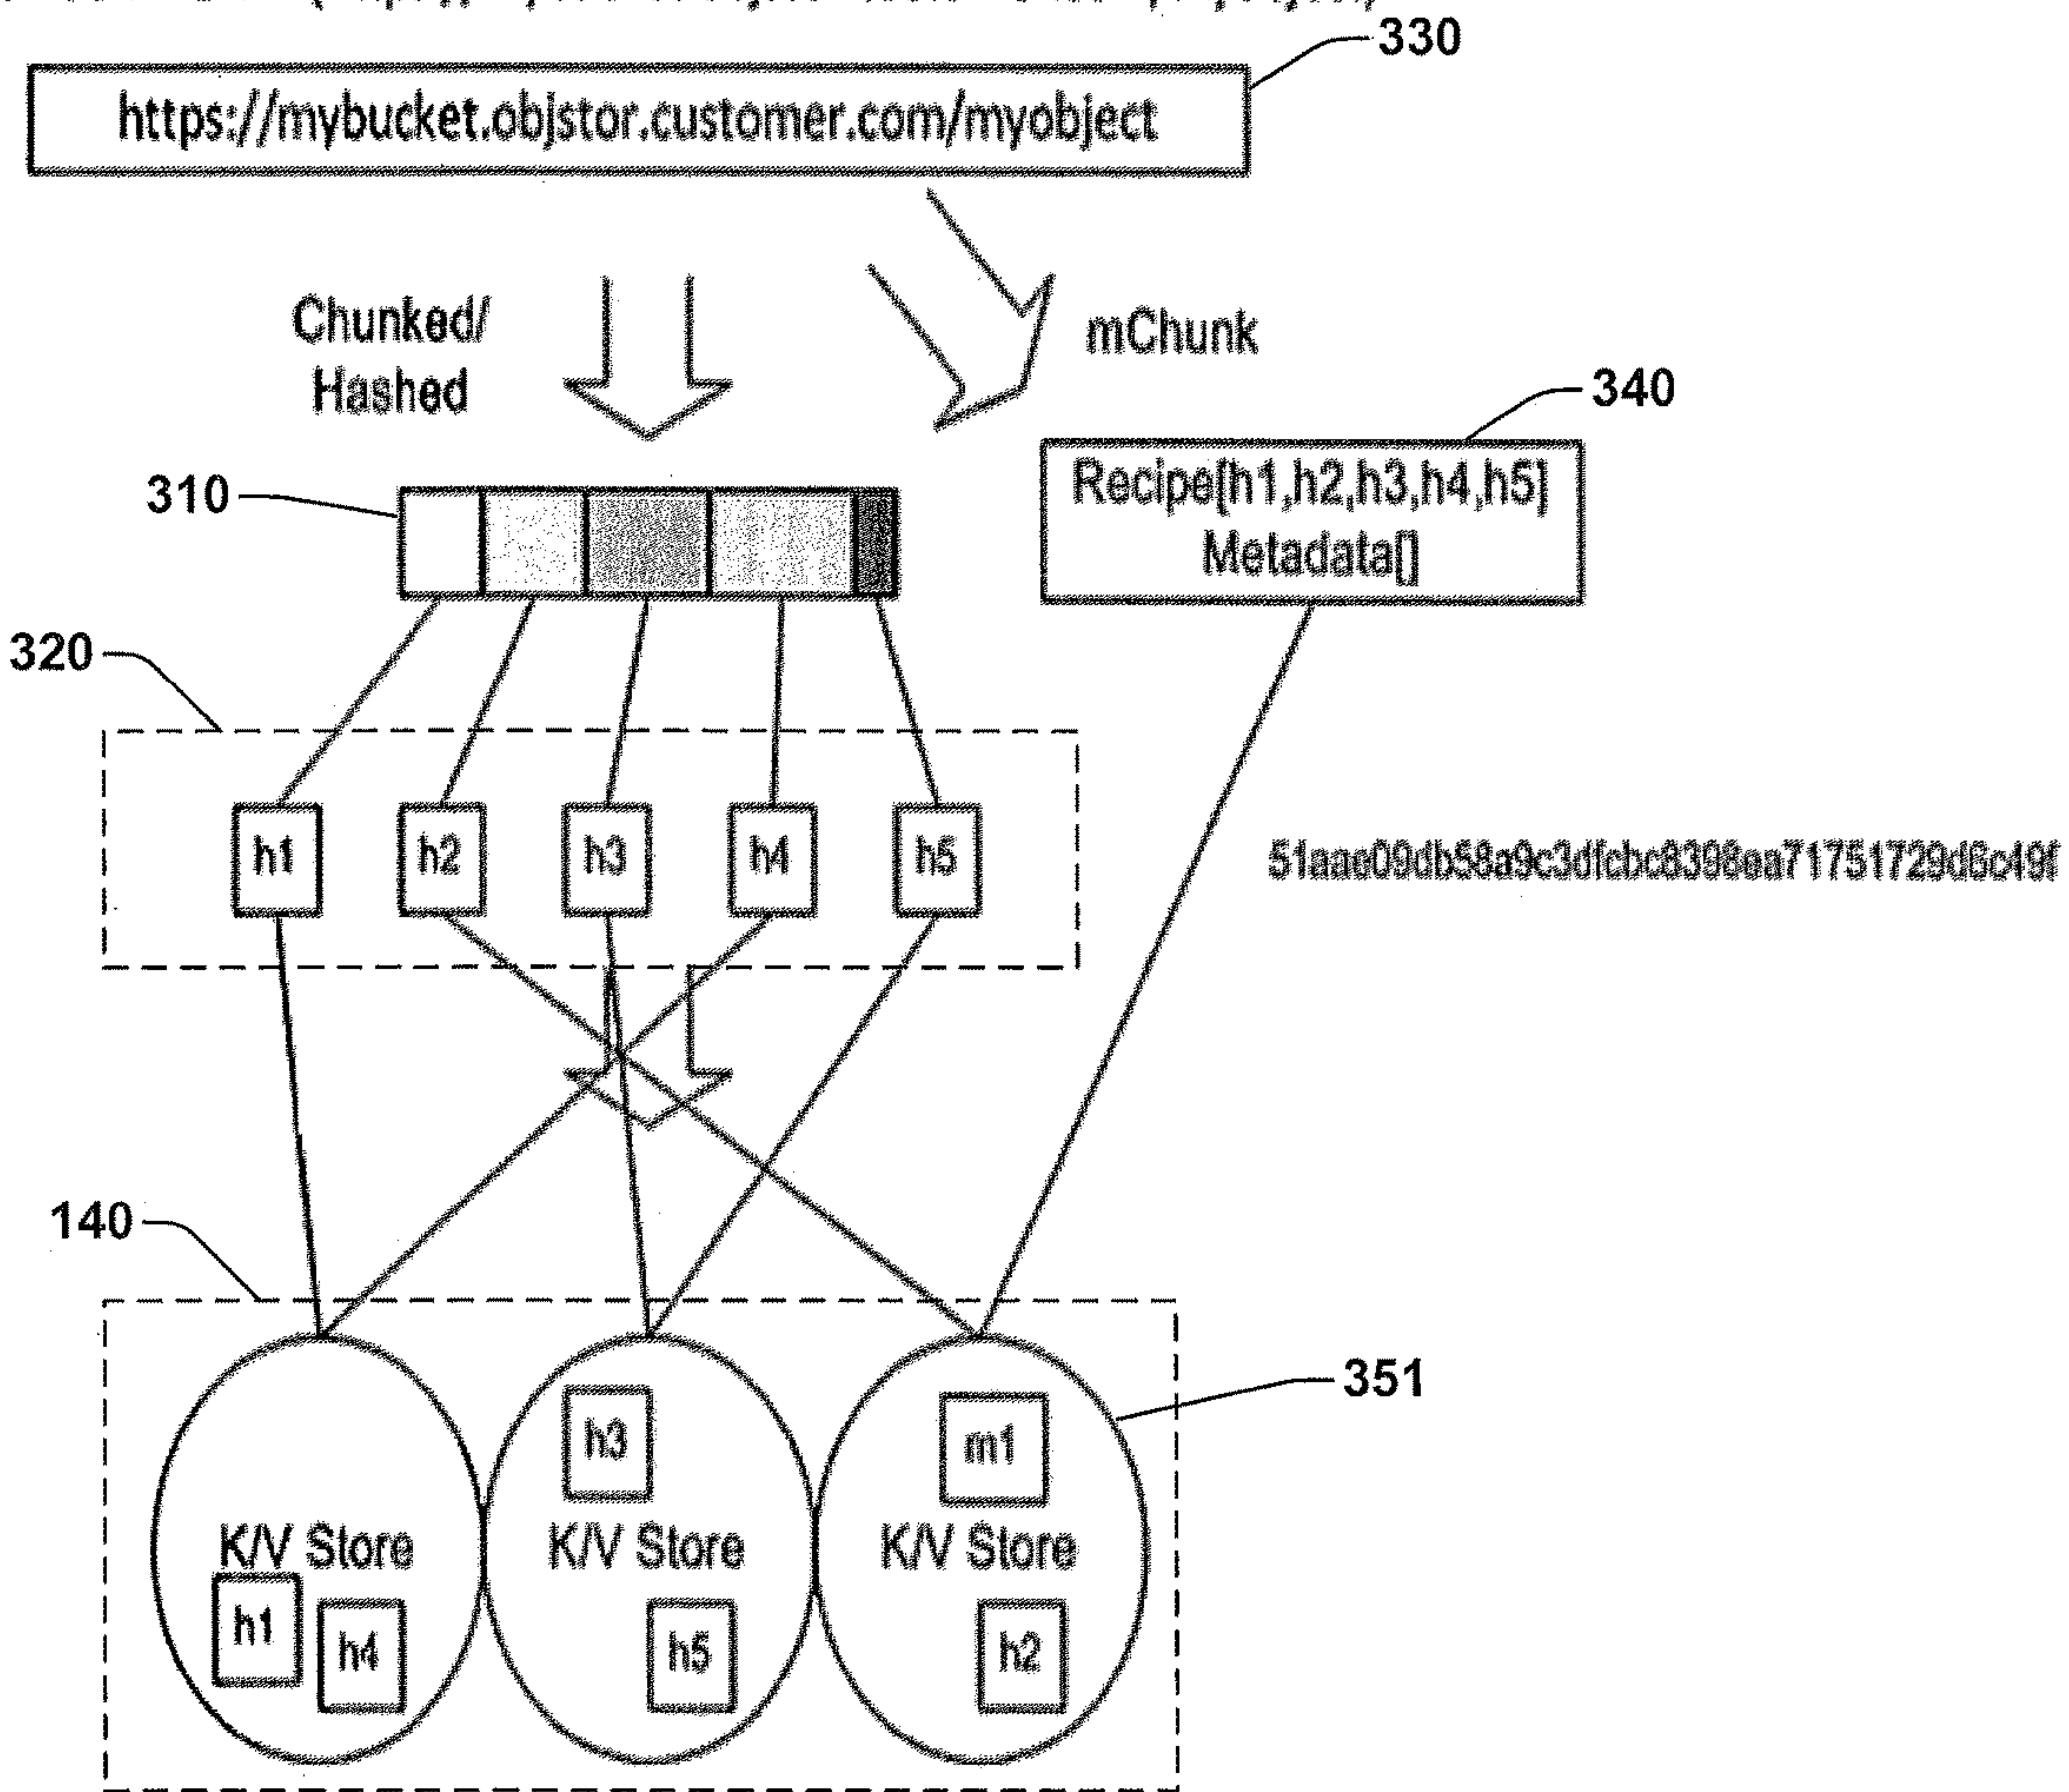 330
https://mybucket.objstor.customer.com/myobject
Chunked/
Hashed
mChunk
340
Recipe[h1,h2,h3,h4,h5]
Metadata[]
310
320
h1
h2
h3
h4
h5
140
351
h3
m1
K/V Store
K/V Store
K/V Store
h1
h4
h5
h2